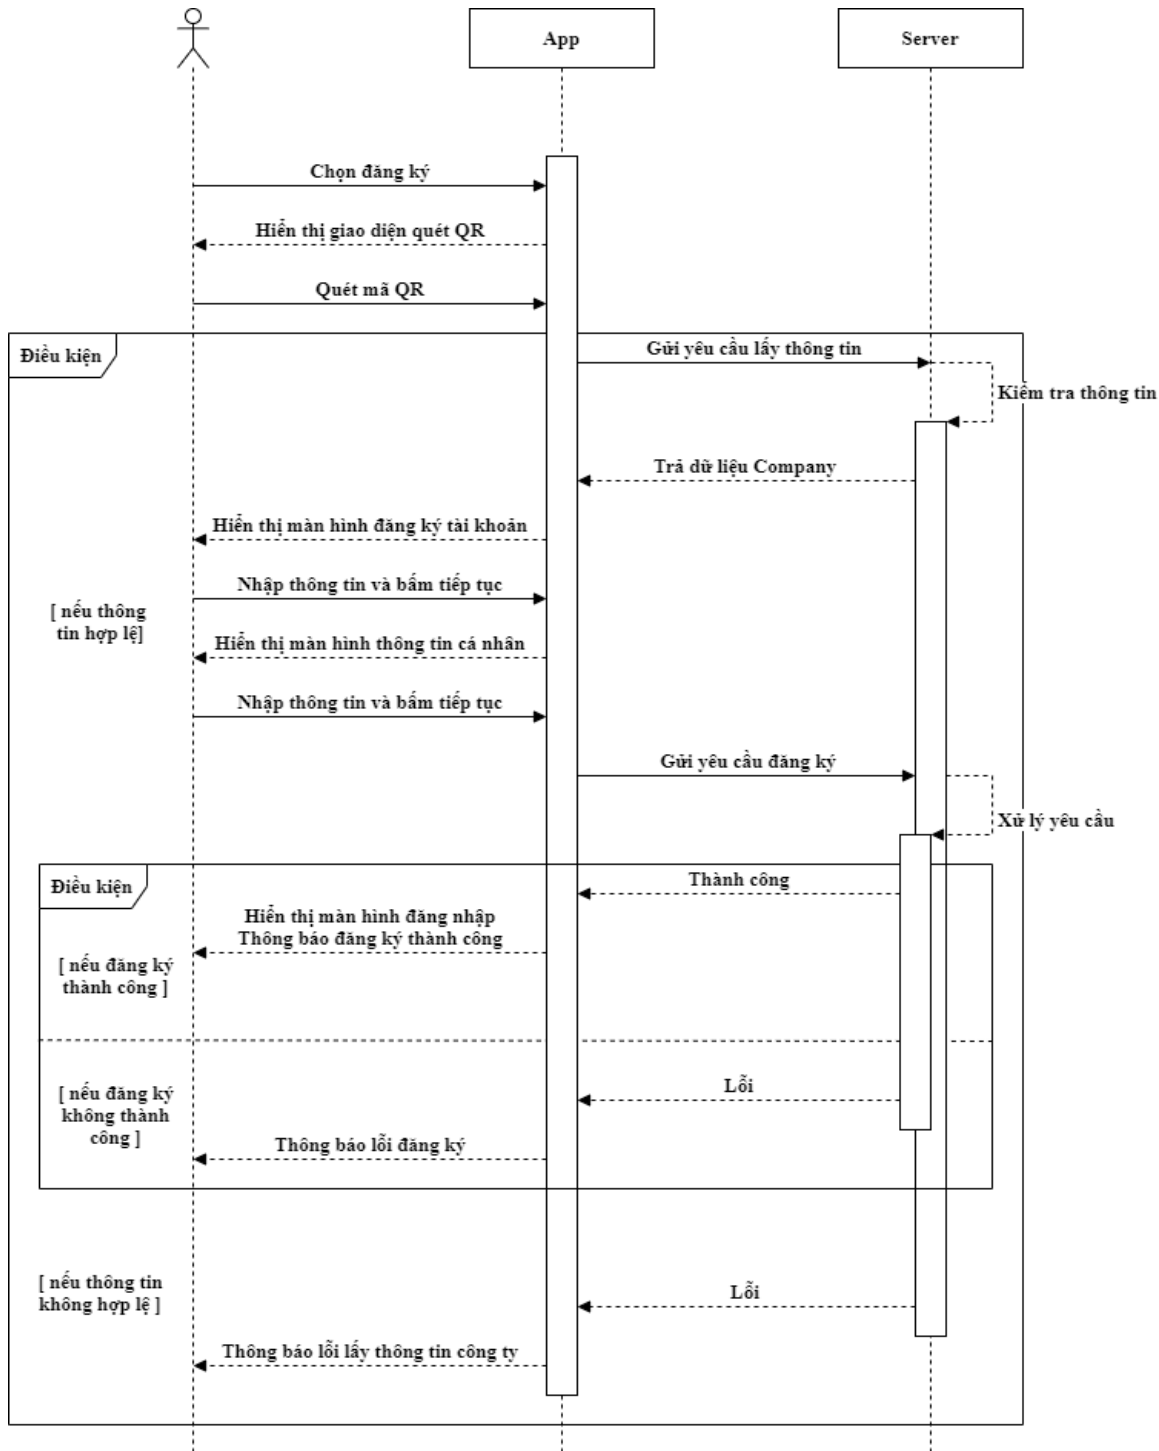 App
Server
Chọn đăng ký
Hiển thị giao diện quét QR
Quét mã QR
Điều kiện
Gửi yêu cầu lấy thông tin
Kiểm tra thông tin
Trả dữ liệu Company
Hiển thị màn hình đăng ký tài khoản
Nhập thông tin và bấm tiếp tục
[ nếu thông
tin hợp lệ]
Hiển thị màn hình thông tin cá nhân
Nhập thông tin và bấm tiếp tục
Gửi yêu cầu đăng ký
Xử lý yêu cầu
Điều kiện
Thành công
Hiển thị màn hình đăng nhập
Thông báo đăng ký thành công
[ nếu đăng ký
thành công ]
[ nếu đăng ký
không thành
công ]
Lỗi
Thông báo lỗi đăng ký
[ nếu thông tin
không hợp lệ ]
Lỗi
Thông báo lỗi lấy thông tin công ty